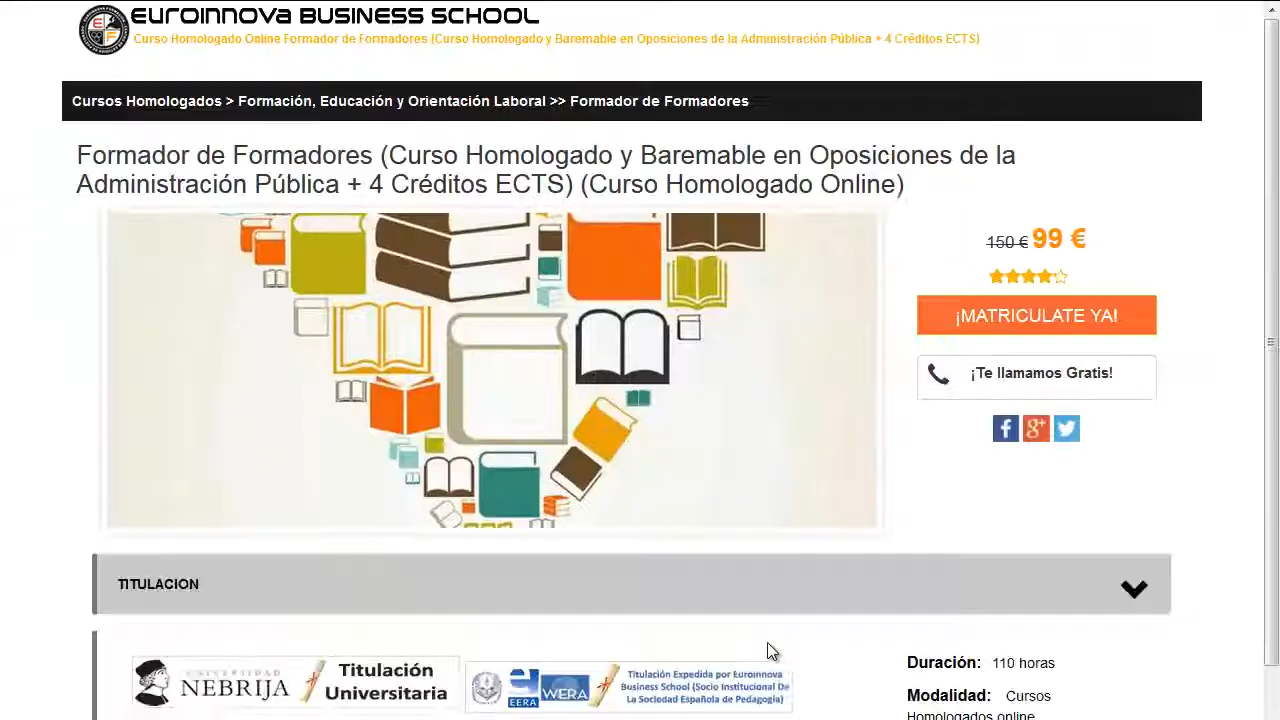 Euroinnova BUSINESS SCHOOL
Curso Homologado Online Formador de Formadores (Curso Homologado y Baremable en Oposiciones de la Administración Pública + 4 Créditos ECTS)
Cursos Homologados > Formación, Educación y Orientación Laboral >> Formador de Formadores
Formador de Formadores (Curso Homologado y Baremable en Oposiciones de la
Administración Pública + 4 Créditos ECTS) (Curso Homologado Online)
150 € 99 €
¡MATRICULATE YA!
¡Te llamamos Gratis!
TITULACION
UNIVERSIDAD
NEBRIJA
Titulación
Universitaria
EERA
WERA
Titulación Expedida por Euroinnova
Business School (Socio Institucional De
La Sociedad Española de Pedagogía)
Duración: 110 horas
Modalidad: Cursos
Homologados online